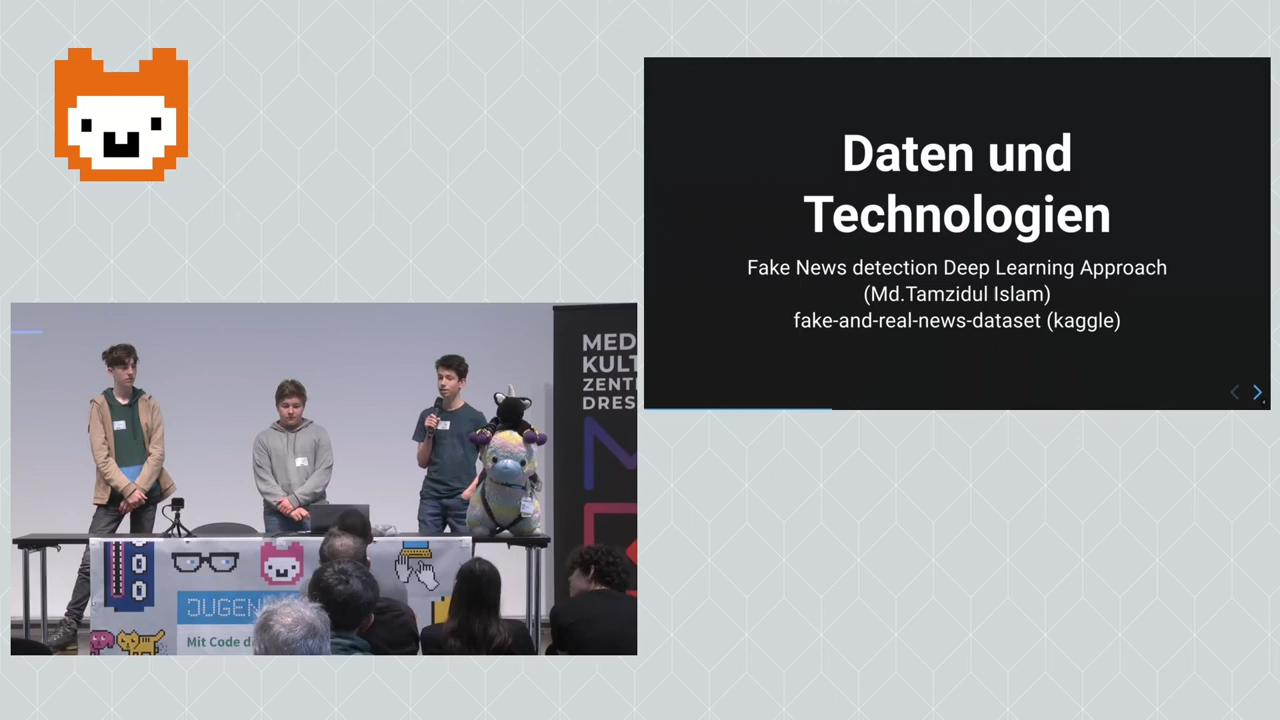 Daten und
Technologien
Fake News detection Deep Learning Approach
(Md.Tamzidul Islam)
fake-and-real-news-dataset (kaggle)
MED
KULT
ZENT
DRES
JUGEN
Mit Code d